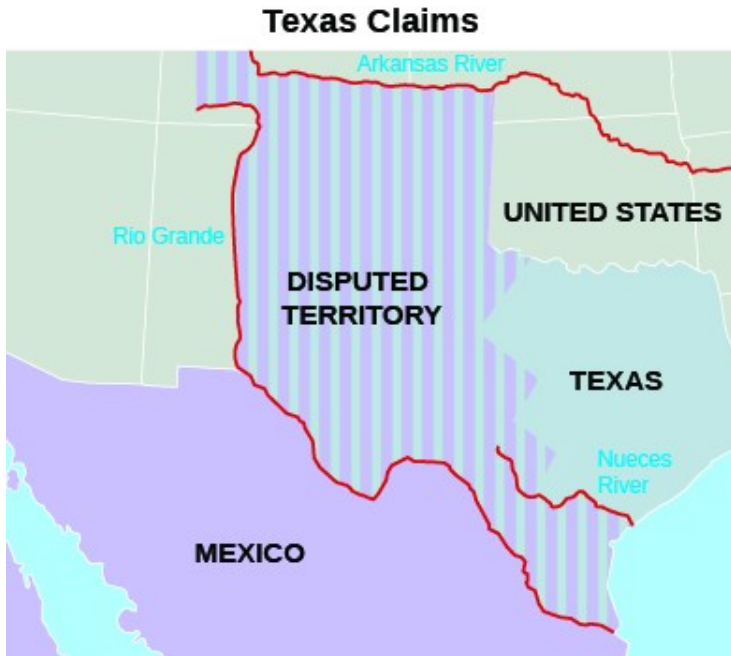 Texas Claims
Arkansas River
UNITED STATES
Rio Grande
DISPUTED
TERRITORY
TEXAS
Nueces
River
MEXICO